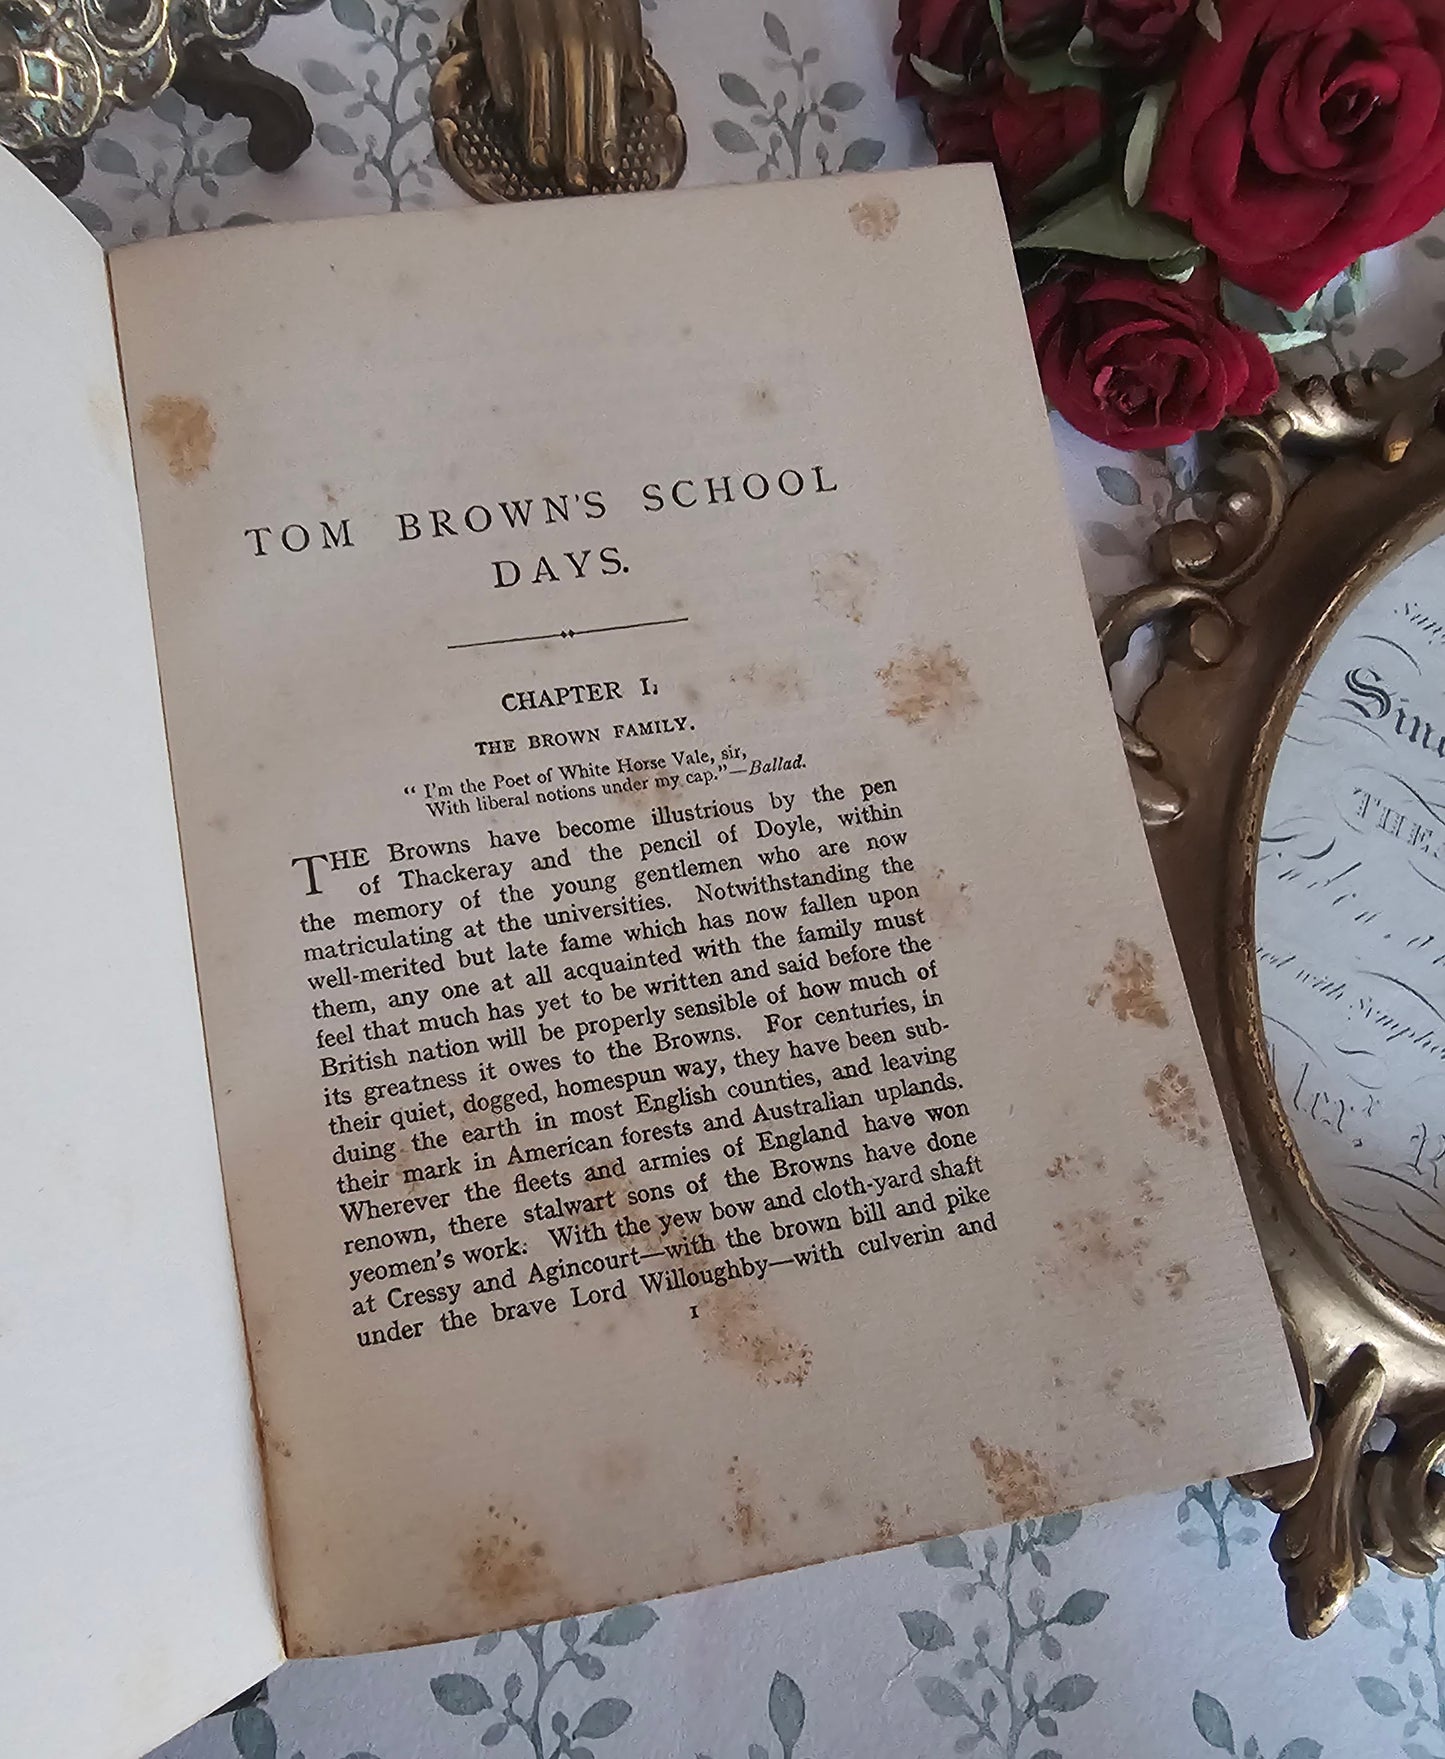 TOM BROWN'S SCHOOL
DAYS.
CHAPTER I.
THE BROWN FAMILY.
“ I'm the Poet of White Horse Vale, sir,
With liberal notions under my cap.”—Ballad.
THE Browns have become illustrious by the pen
of Thackeray and the pencil of Doyle, within
the memory of the young gentlemen who are now
matriculating at the universities. Notwithstanding the
well-merited but late fame which has now fallen upon
them, any one at all acquainted with the family must
feel that much has yet to be written and said before the
British nation will be properly sensible of how much of
its greatness it owes to the Browns. For centuries, in
their quiet, dogged, homespun way, they have been sub-
duing the earth in most English counties, and leaving
their mark in American forests and Australian uplands.
Wherever the fleets and armies of England have won
renown, there stalwart sons of the Browns have done
yeomen's work. With the yew bow and cloth-yard shaft
at Cressy and Agincourt—with the brown bill and pike
under the brave Lord Willoughby—with culverin and
1
with